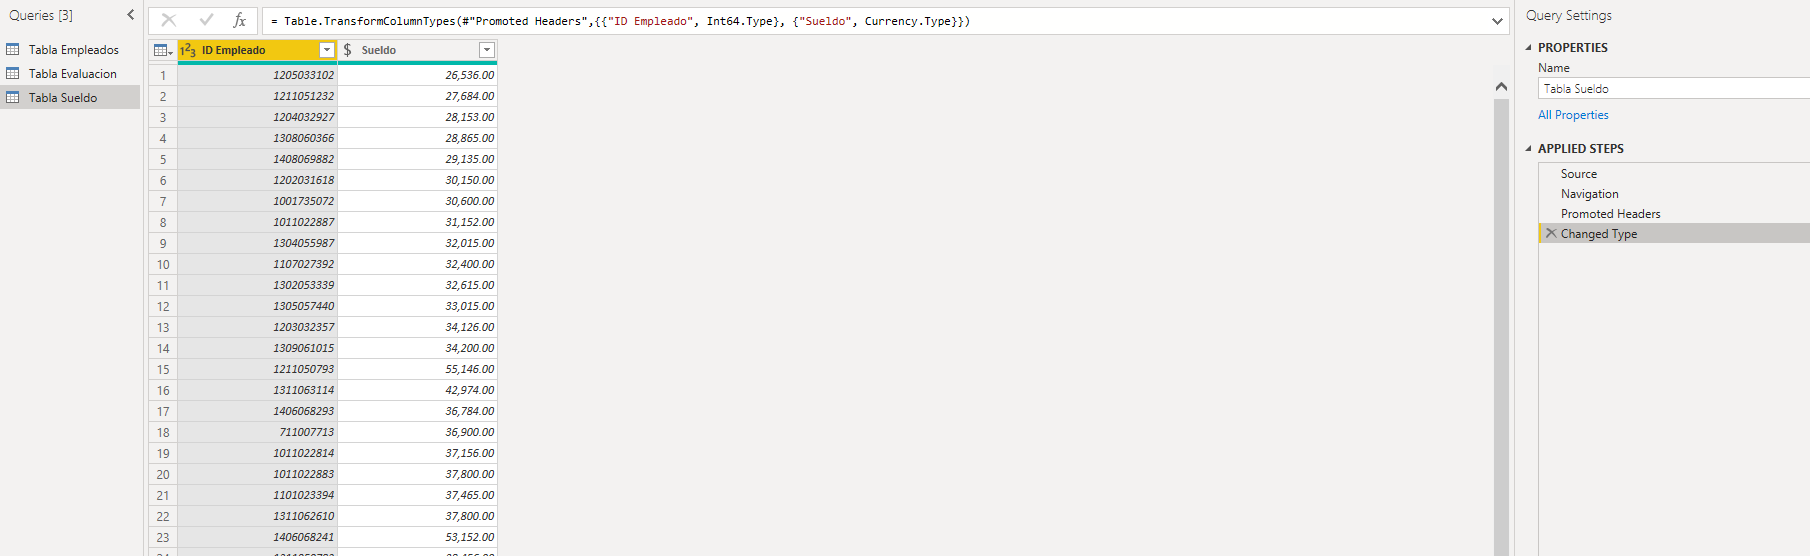 Queries [3]
Tabla Empleados
Tabla Evaluacion
Tabla Sueldo
fx = Table.TransformColumnTypes(#"Promoted Headers",{{"ID Empleado", Int64.Type}, {"Sueldo", Currency.Type}})
123 ID Empleado $ Sueldo
1 1205033102 26,536.00
2 1211051232 27,684.00
3 1204032927 28,153.00
4 1308060366 28,865.00
5 1408069882 29,135.00
6 1202031618 30,150.00
7 1001735072 30,600.00
8 1011022887 31,152.00
9 1304055987 32,015.00
10 1107027392 32,400.00
11 1302053339 32,615.00
12 1305057440 33,015.00
13 1203032357 34,126.00
14 1309061015 34,200.00
15 1211050793 55,146.00
16 1311063114 42,974.00
17 1406068293 36,784.00
18 711007713 36,900.00
19 1011022814 37,156.00
20 1011022883 37,800.00
21 1101023394 37,465.00
22 1311062610 37,800.00
23 1406068241 53,152.00
Query Settings
PROPERTIES
Name
Tabla Sueldo
All Properties
APPLIED STEPS
Source
Navigation
Promoted Headers
Changed Type